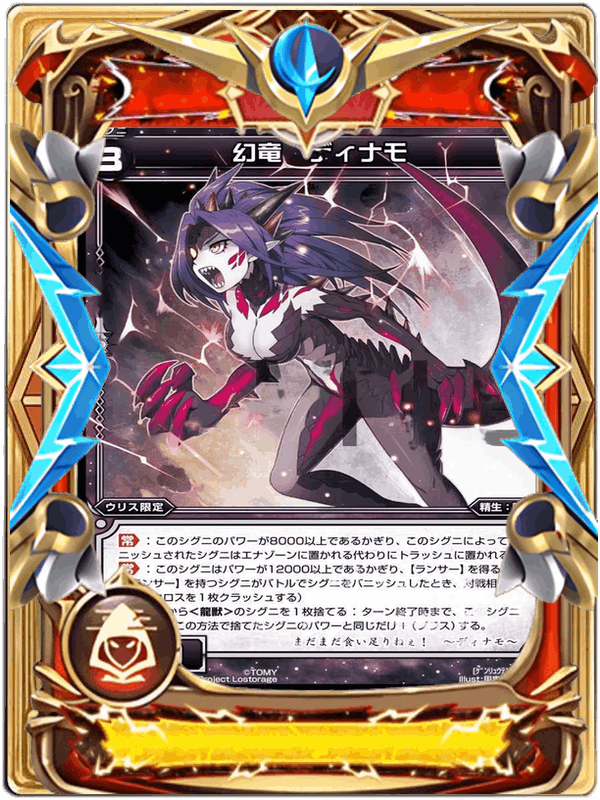 3
幻竜 ディナモ
ウリス限定
精生:
常:このシグニのパワーが8000以上であるかぎり、このシグニによって
ニッシュされたシグニはエナゾーンに置かれる代わりにトラッシュに置かれる
常:このシグニはパワーが12000以上であるかぎり、【ランサー】を得る
ンサー】を持つシグニがバトルでシグニをバニッシュしたとき、対戦相
ロスを1枚クラッシュする)
から<龍獣>のシグニを1枚捨てる:ターン終了時まで、 シグニ
この方法で捨てたシグニのパワーと同じだけ+(プラス)する。
まだまだ食い足りねぇ! ~ディナモ~
©TOMY
Project Lostorage
illust: